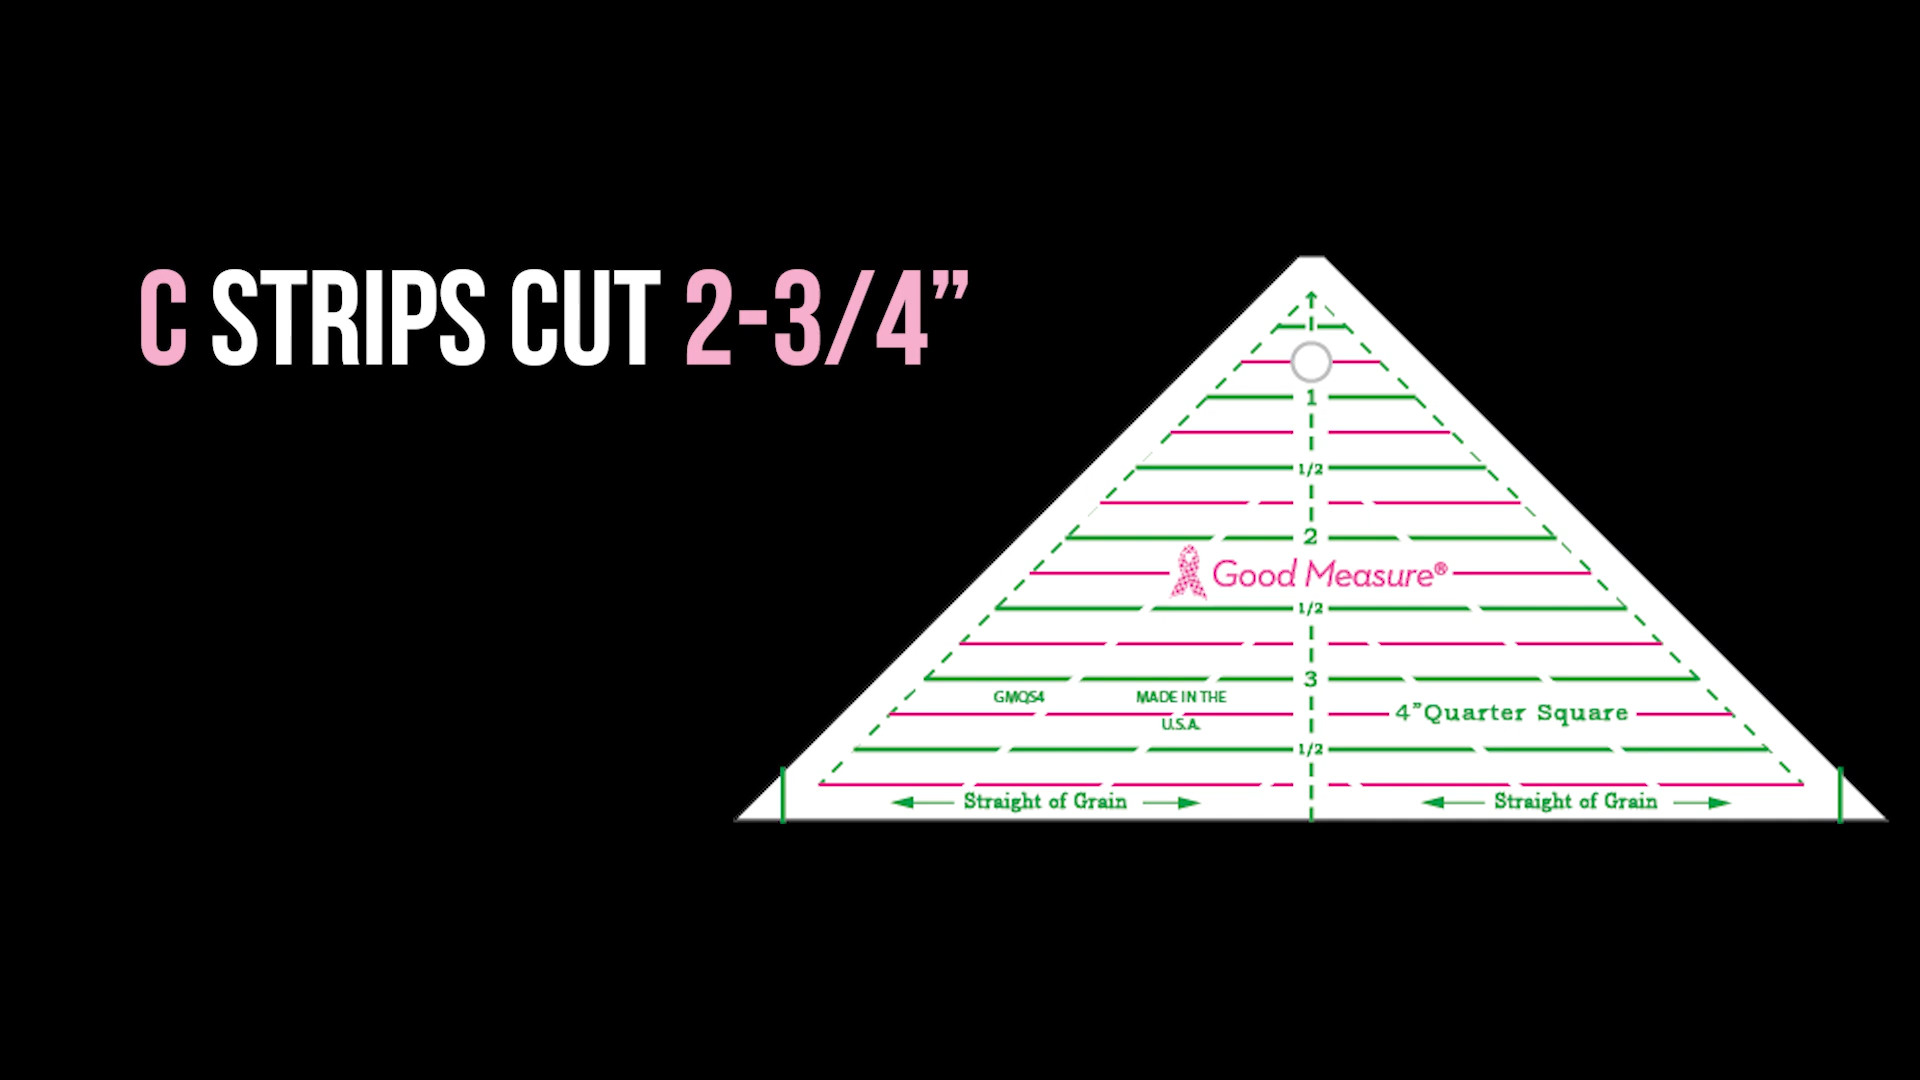 C STRIPS CUT 2-3/4”
1
1/2
2
Good Measure®
1/2
3
GMQS4 MADE IN THE
U.S.A.
4”Quarter Square
1/2
Straight of Grain Straight of Grain